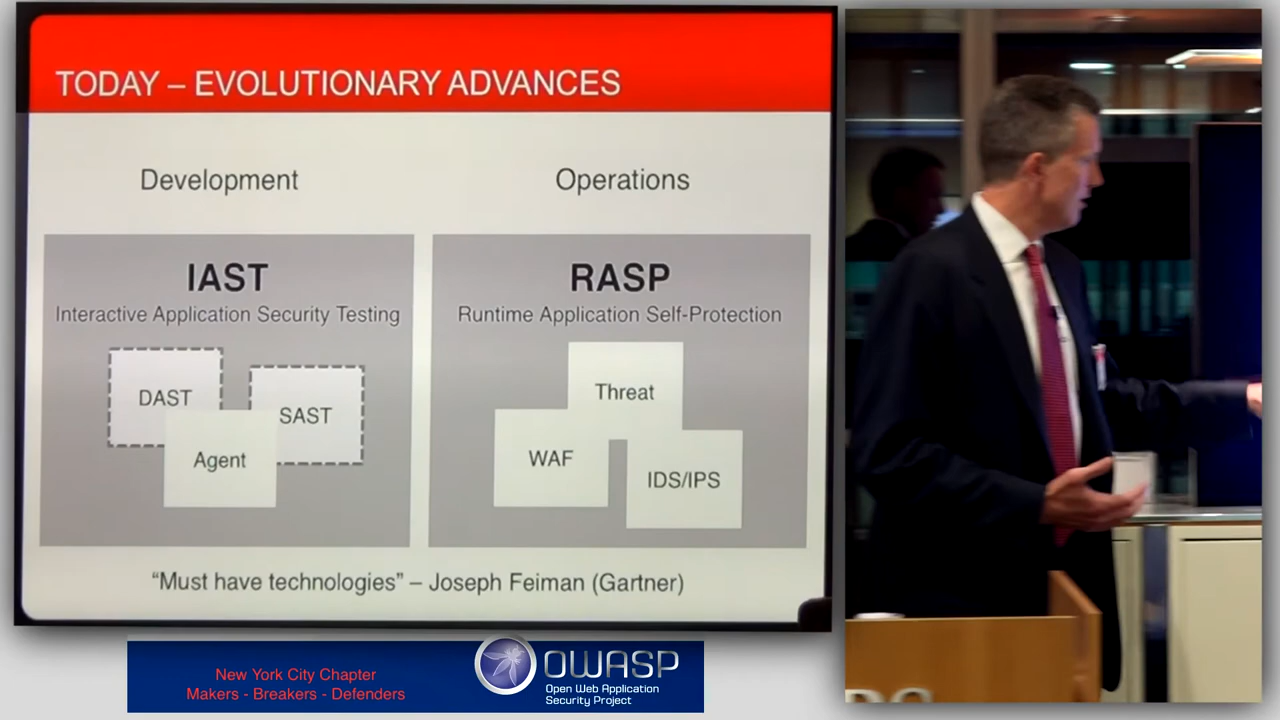 TODAY – EVOLUTIONARY ADVANCES
Development
Operations
IAST
Interactive Application Security Testing
DAST
SAST
Agent
RASP
Runtime Application Self-Protection
Threat
WAF
IDS/IPS
“Must have technologies” – Joseph Feiman (Gartner)
New York City Chapter
Makers - Breakers - Defenders
OWASP
Open Web Application
Security Project